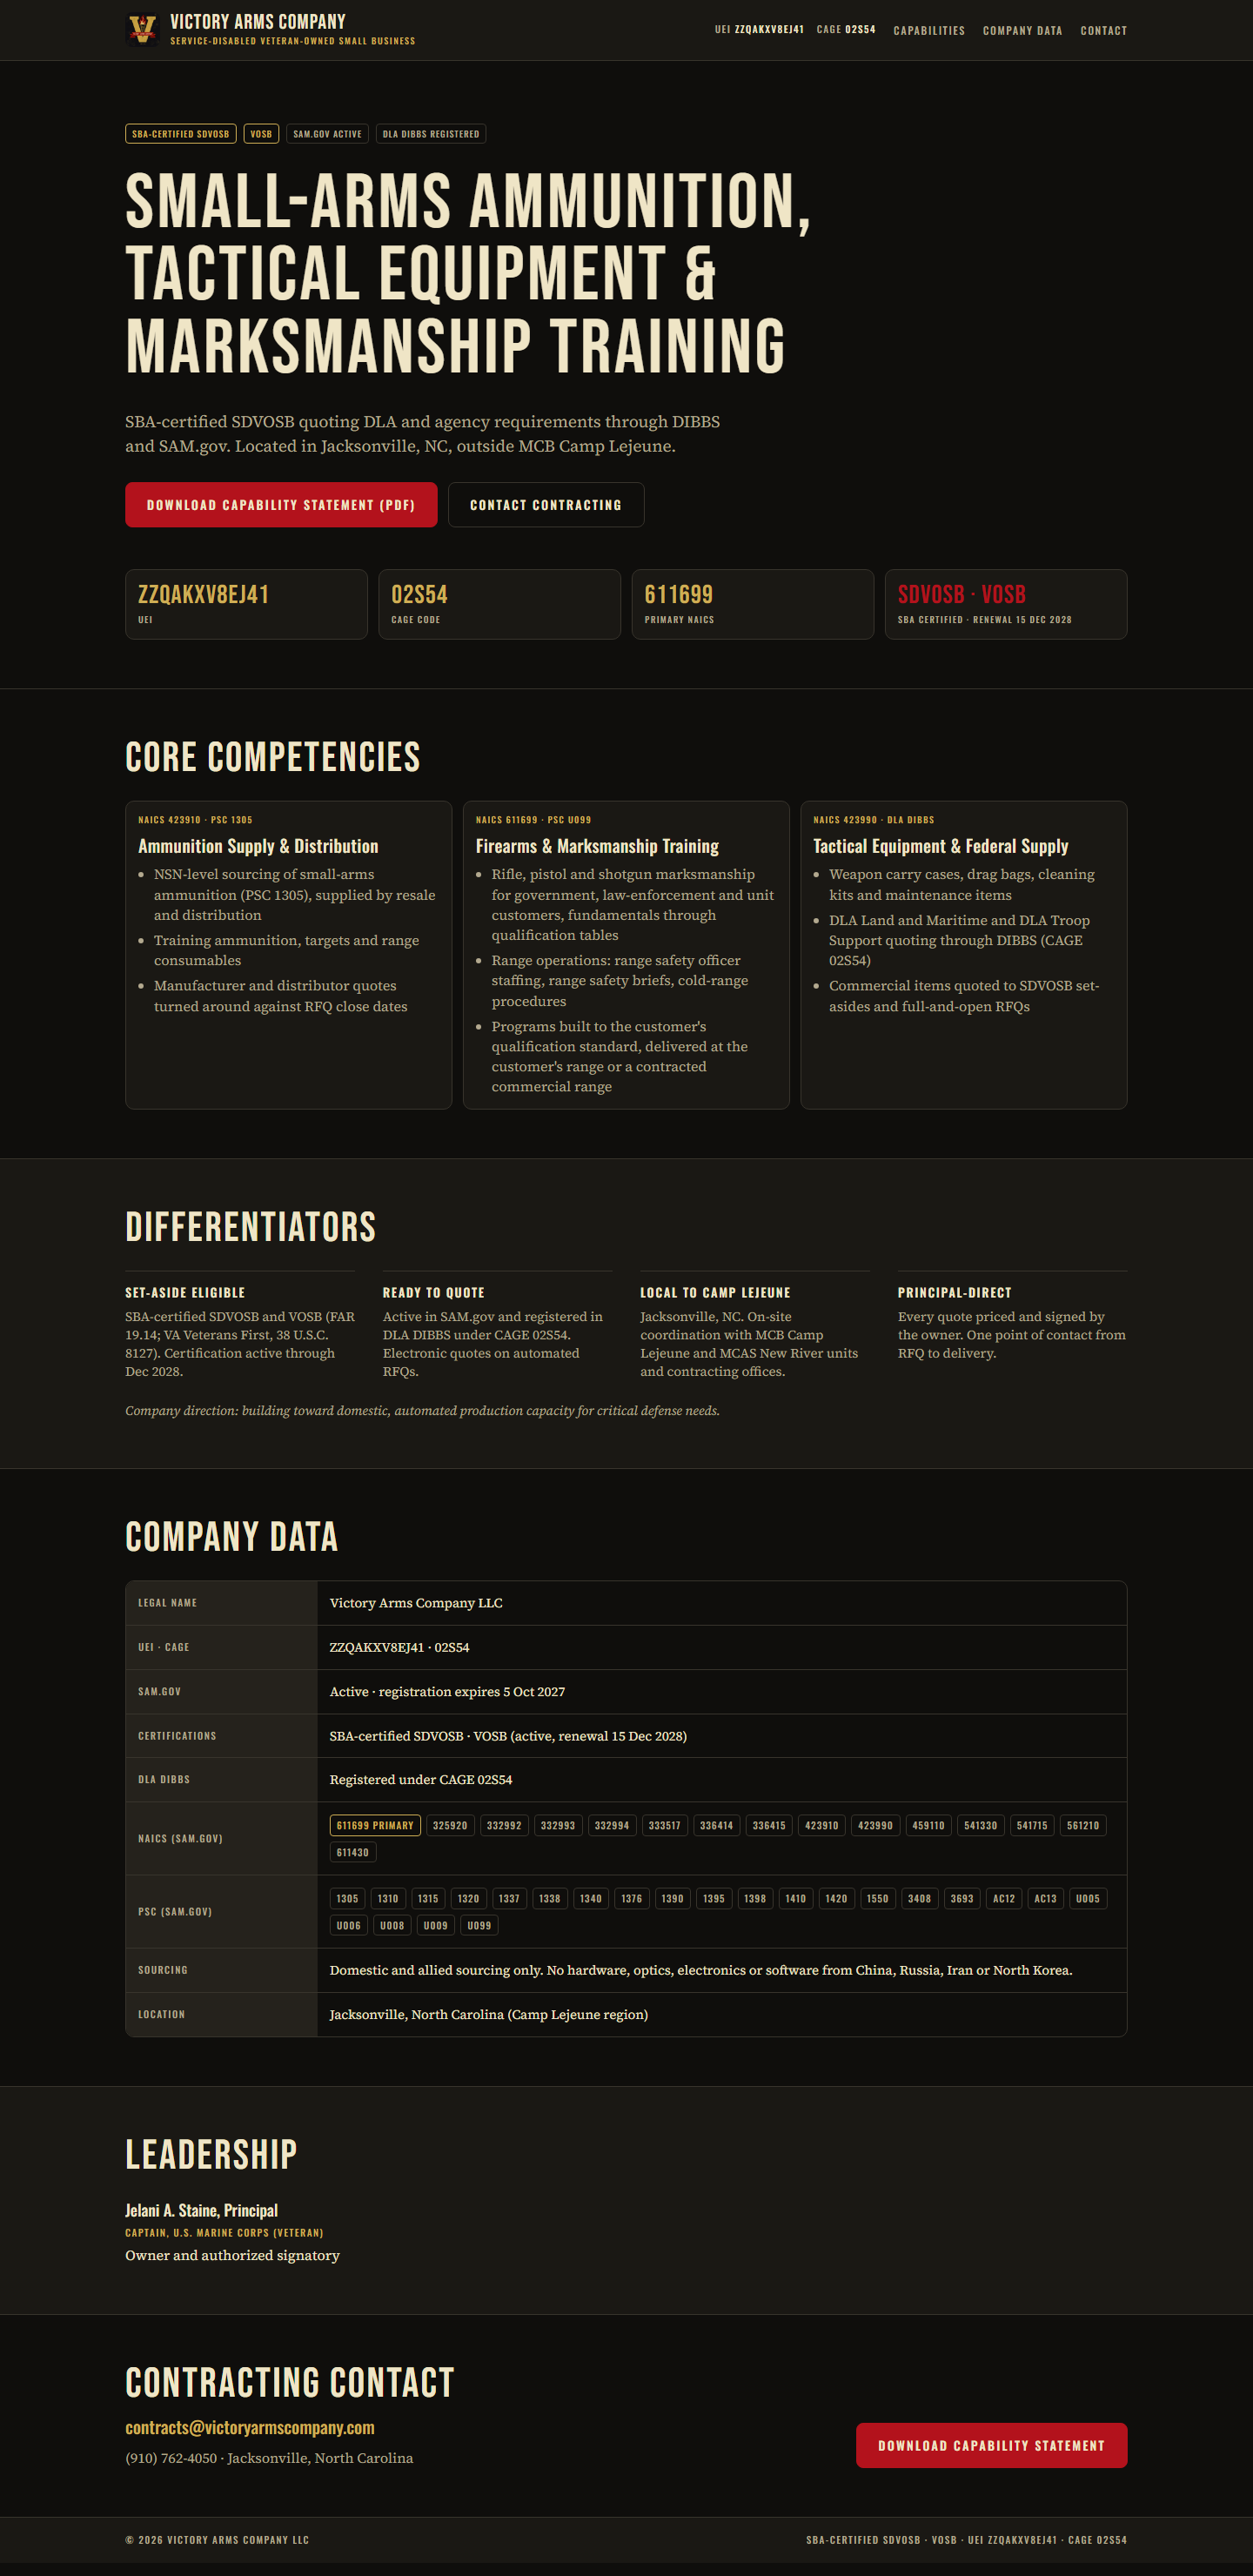 VICTORY ARMS COMPANY
SERVICE-DISABLED VETERAN-OWNED SMALL BUSINESS
UEI ZZQAKXV8EJ41 CAGE 02S54 CAPABILITIES COMPANY DATA CONTACT
SBA-CERTIFIED SDVOSB VOSB SAM.GOV ACTIVE DLA DIBBS REGISTERED
SMALL-ARMS AMMUNITION,
TACTICAL EQUIPMENT &
MARKSMANSHIP TRAINING
SBA-certified SDVOSB quoting DLA and agency requirements through DIBBS
and SAM.gov. Located in Jacksonville, NC, outside MCB Camp Lejeune.
DOWNLOAD CAPABILITY STATEMENT (PDF) CONTACT CONTRACTING
ZZQAKXV8EJ41
UEI
02S54
CAGE CODE
611699
PRIMARY NAICS
SDVOSB · VOSB
SBA CERTIFIED · RENEWAL 15 DEC 2028
CORE COMPETENCIES
NAICS 423910 · PSC 1305
Ammunition Supply & Distribution
• NSN-level sourcing of small-arms
ammunition (PSC 1305), supplied by resale
and distribution
• Training ammunition, targets and range
consumables
• Manufacturer and distributor quotes
turned around against RFQ close dates
NAICS 611699 · PSC U099
Firearms & Marksmanship Training
• Rifle, pistol and shotgun marksmanship
for government, law-enforcement and unit
customers, fundamentals through
qualification tables
• Range operations: range safety officer
staffing, range safety briefs, cold-range
procedures
• Programs built to the customer's
qualification standard, delivered at the
customer's range or a contracted
commercial range
NAICS 423990 · DLA DIBBS
Tactical Equipment & Federal Supply
• Weapon carry cases, drag bags, cleaning
kits and maintenance items
• DLA Land and Maritime and DLA Troop
Support quoting through DIBBS (CAGE
02S54)
• Commercial items quoted to SDVOSB set-
asides and full-and-open RFQs
DIFFERENTIATORS
SET-ASIDE ELIGIBLE
SBA-certified SDVOSB and VOSB (FAR
19.14; VA Veterans First, 38 U.S.C.
8127). Certification active through
Dec 2028.
READY TO QUOTE
Active in SAM.gov and registered in
DLA DIBBS under CAGE 02S54.
Electronic quotes on automated
RFQs.
LOCAL TO CAMP LEJEUNE
Jacksonville, NC. On-site
coordination with MCB Camp
Lejeune and MCAS New River units
and contracting offices.
PRINCIPAL-DIRECT
Every quote priced and signed by
the owner. One point of contact from
RFQ to delivery.
Company direction: building toward domestic, automated production capacity for critical defense needs.
COMPANY DATA
LEGAL NAME Victory Arms Company LLC
UEI · CAGE ZZQAKXV8EJ41 · 02S54
SAM.GOV Active · registration expires 5 Oct 2027
CERTIFICATIONS SBA-certified SDVOSB · VOSB (active, renewal 15 Dec 2028)
DLA DIBBS Registered under CAGE 02S54
NAICS (SAM.GOV) 611699 PRIMARY 325920 332992 332993 332994 333517 336414 336415 423910 423990 459110 541330 541715 561210
611430
PSC (SAM.GOV) 1305 1310 1315 1320 1337 1338 1340 1376 1390 1395 1398 1410 1420 1550 3408 3693 AC12 AC13 U005
U006 U008 U009 U099
SOURCING Domestic and allied sourcing only. No hardware, optics, electronics or software from China, Russia, Iran or North Korea.
LOCATION Jacksonville, North Carolina (Camp Lejeune region)
LEADERSHIP
Jelani A. Staine, Principal
CAPTAIN, U.S. MARINE CORPS (VETERAN)
Owner and authorized signatory
CONTRACTING CONTACT
contracts@victoryarmscompany.com
(910) 762-4050 · Jacksonville, North Carolina
DOWNLOAD CAPABILITY STATEMENT
© 2026 VICTORY ARMS COMPANY LLC SBA-CERTIFIED SDVOSB · VOSB · UEI ZZQAKXV8EJ41 · CAGE 02S54